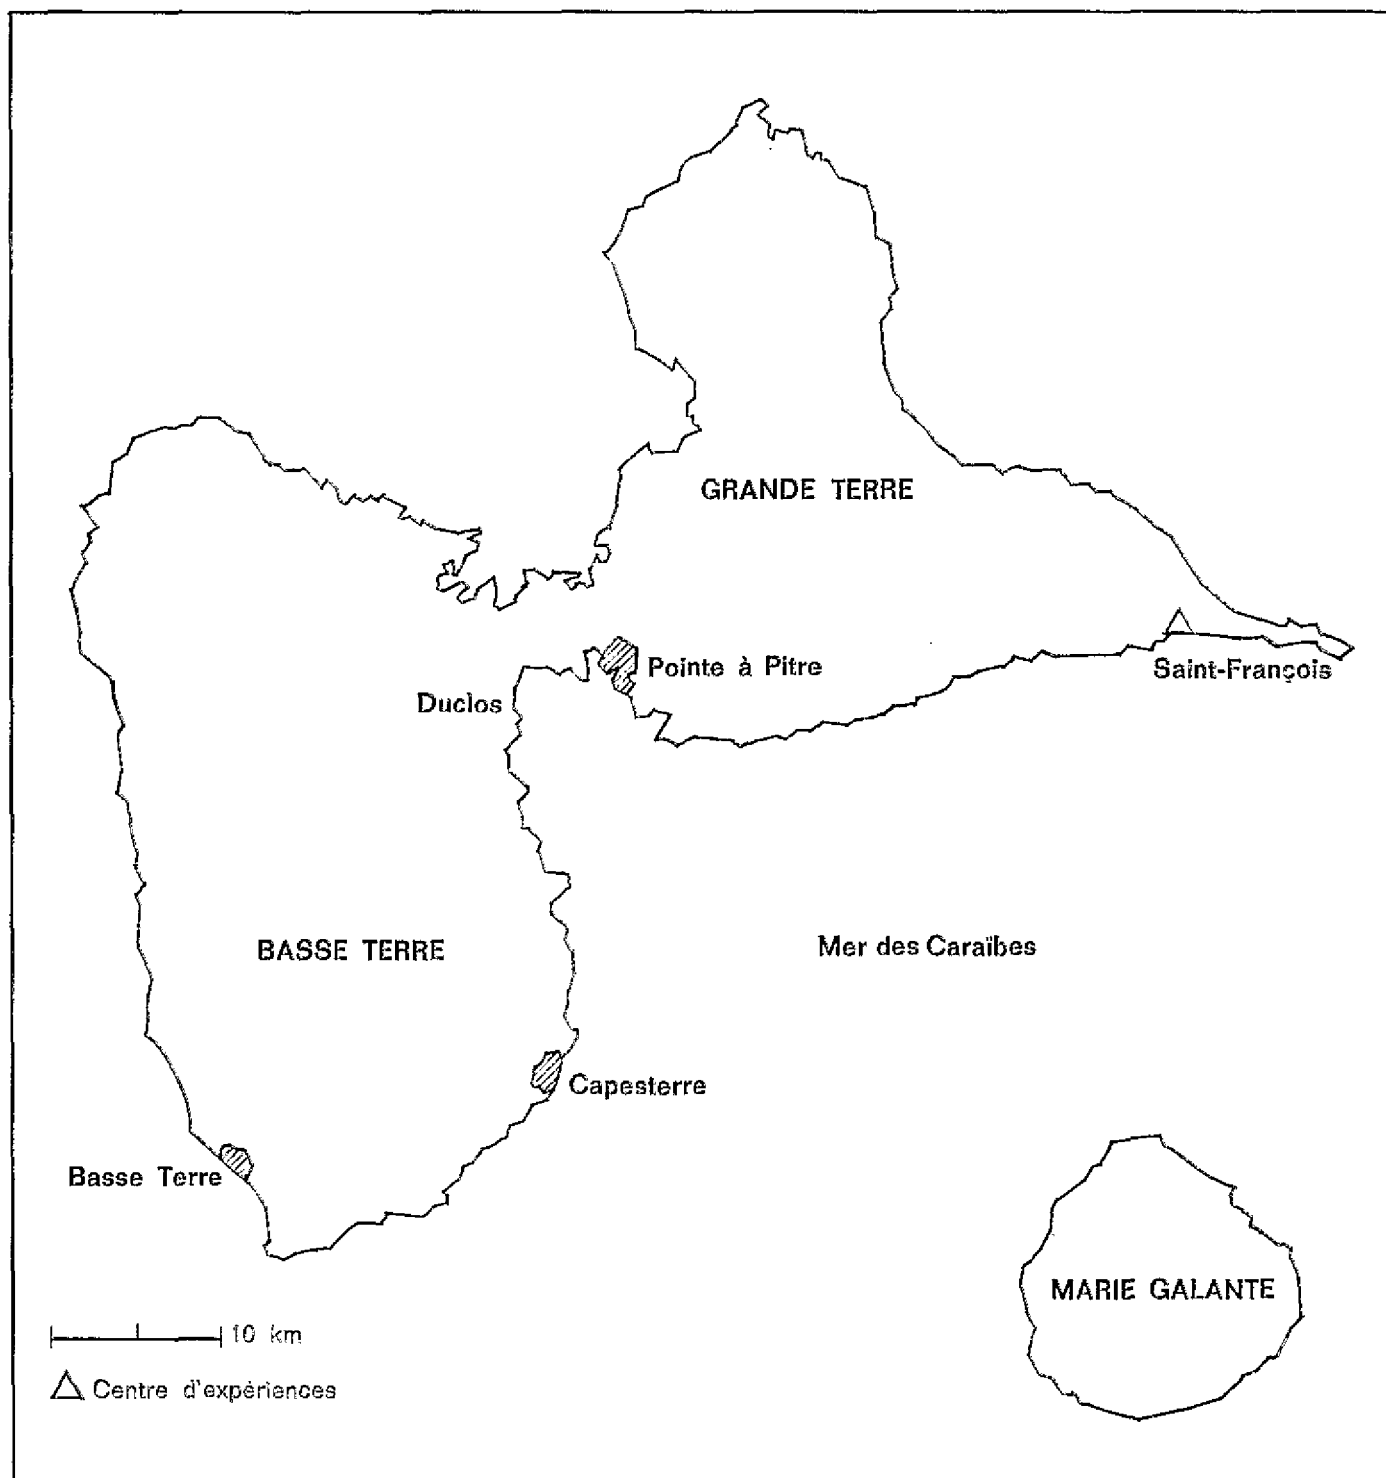 GRANDE TERRE
Pointe à Pitre
Saint-François
Duclos
BASSE TERRE
Mer des Caraïbes
Capesterre
Basse Terre
MARIE GALANTE
10 km
Centre d'expériences